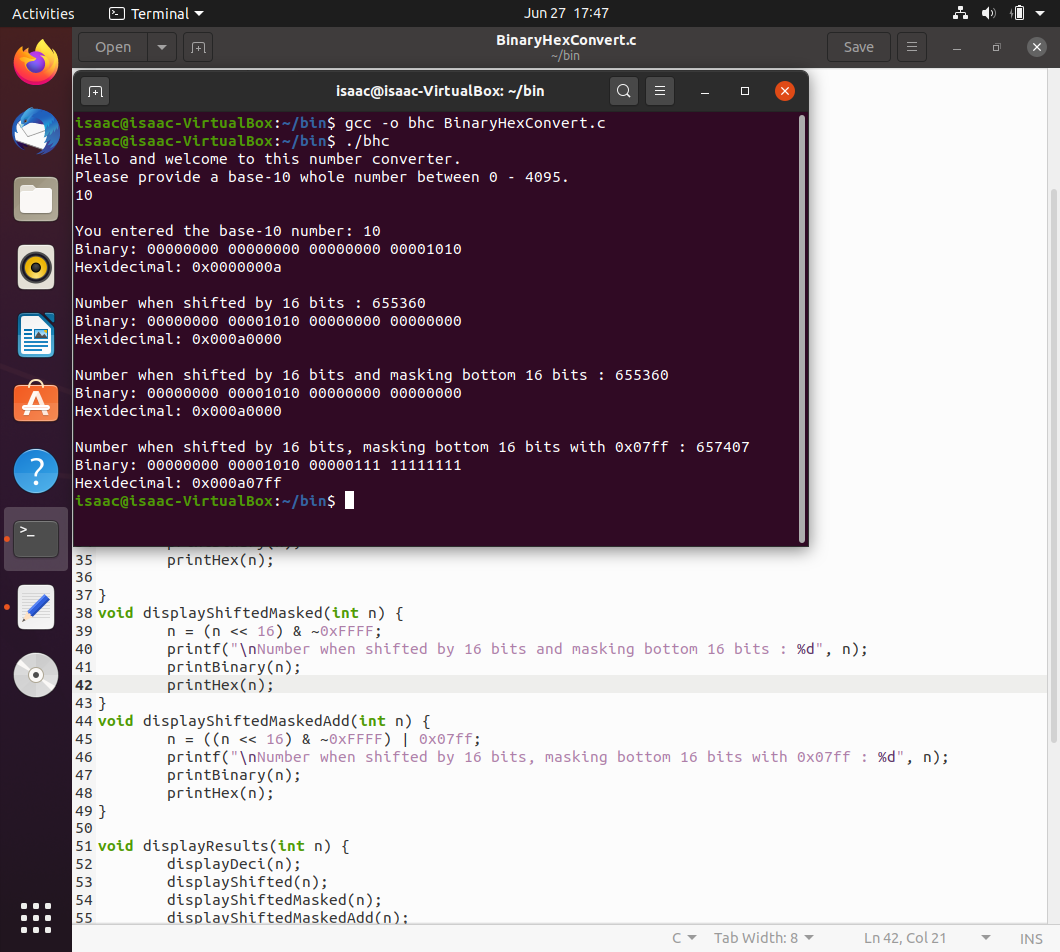 Activities Terminal Jun 27 17:47
Open BinaryHexConvert.c Save
~/bin
isaac@isaac-VirtualBox: ~/bin
isaac@isaac-VirtualBox:~/bin$ gcc -o bhc BinaryHexConvert.c
isaac@isaac-VirtualBox:~/bin$ ./bhc
Hello and welcome to this number converter.
Please provide a base-10 whole number between 0 - 4095.
10
You entered the base-10 number: 10
Binary: 00000000 00000000 00000000 00001010
Hexidecimal: 0x0000000a
Number when shifted by 16 bits : 655360
Binary: 00000000 00001010 00000000 00000000
Hexidecimal: 0x000a0000
Number when shifted by 16 bits and masking bottom 16 bits : 655360
Binary: 00000000 00001010 00000000 00000000
Hexidecimal: 0x000a0000
Number when shifted by 16 bits, masking bottom 16 bits with 0x07ff : 657407
Binary: 00000000 00001010 00000111 11111111
Hexidecimal: 0x000a07ff
isaac@isaac-VirtualBox:~/bin$
35 printHex(n);
36
37 }
38 void displayShiftedMasked(int n) {
39 n = (n << 16) & ~0xFFFF;
40 printf("\nNumber when shifted by 16 bits and masking bottom 16 bits : %d", n);
41 printBinary(n);
42 printHex(n);
43 }
44 void displayShiftedMaskedAdd(int n) {
45 n = ((n << 16) & ~0xFFFF) | 0x07ff;
46 printf("\nNumber when shifted by 16 bits, masking bottom 16 bits with 0x07ff : %d", n);
47 printBinary(n);
48 printHex(n);
49 }
50
51 void displayResults(int n) {
52 displayDeci(n);
53 displayShifted(n);
54 displayShiftedMasked(n);
55 displayShiftedMaskedAdd(n);
C Tab Width: 8 Ln 42, Col 21 INS